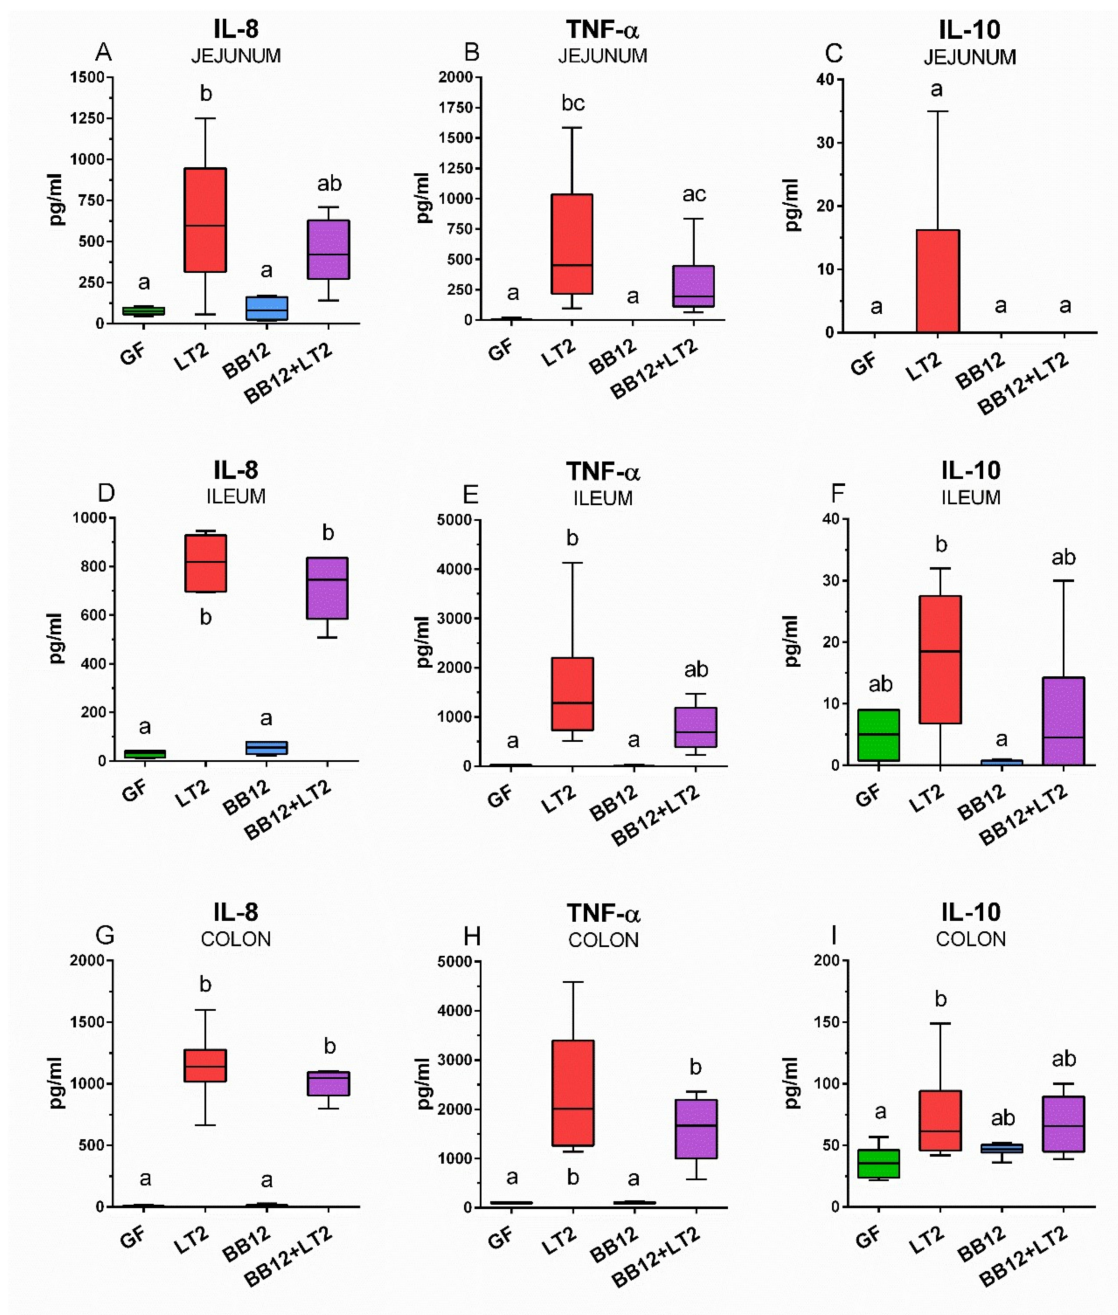 IL-8
A
JEJUNUM
1500
1250
1000
750
500
250
0
pg/ml
a
b
a
ab
GF
LT2
BB12
BB12+LT2
TNF-α
B
JEJUNUM
2000
1750
1500
1250
1000
750
500
250
0
pg/ml
a
bc
a
ac
GF
LT2
BB12
BB12+LT2
IL-10
C
JEJUNUM
40
30
20
10
0
pg/ml
a
a
a
a
GF
LT2
BB12
BB12+LT2
IL-8
D
ILEUM
1000
800
600
400
200
0
pg/ml
a
b
a
b
GF
LT2
BB12
BB12+LT2
TNF-α
E
ILEUM
5000
4000
3000
2000
1000
0
pg/ml
a
b
a
ab
GF
LT2
BB12
BB12+LT2
IL-10
F
ILEUM
40
30
20
10
0
pg/ml
ab
b
a
ab
GF
LT2
BB12
BB12+LT2
IL-8
G
COLON
2000
1500
1000
500
0
pg/ml
a
b
a
b
GF
LT2
BB12
BB12+LT2
TNF-α
H
COLON
5000
4000
3000
2000
1000
0
pg/ml
a
b
a
b
GF
LT2
BB12
BB12+LT2
IL-10
I
COLON
200
150
100
50
0
pg/ml
a
b
ab
ab
GF
LT2
BB12
BB12+LT2